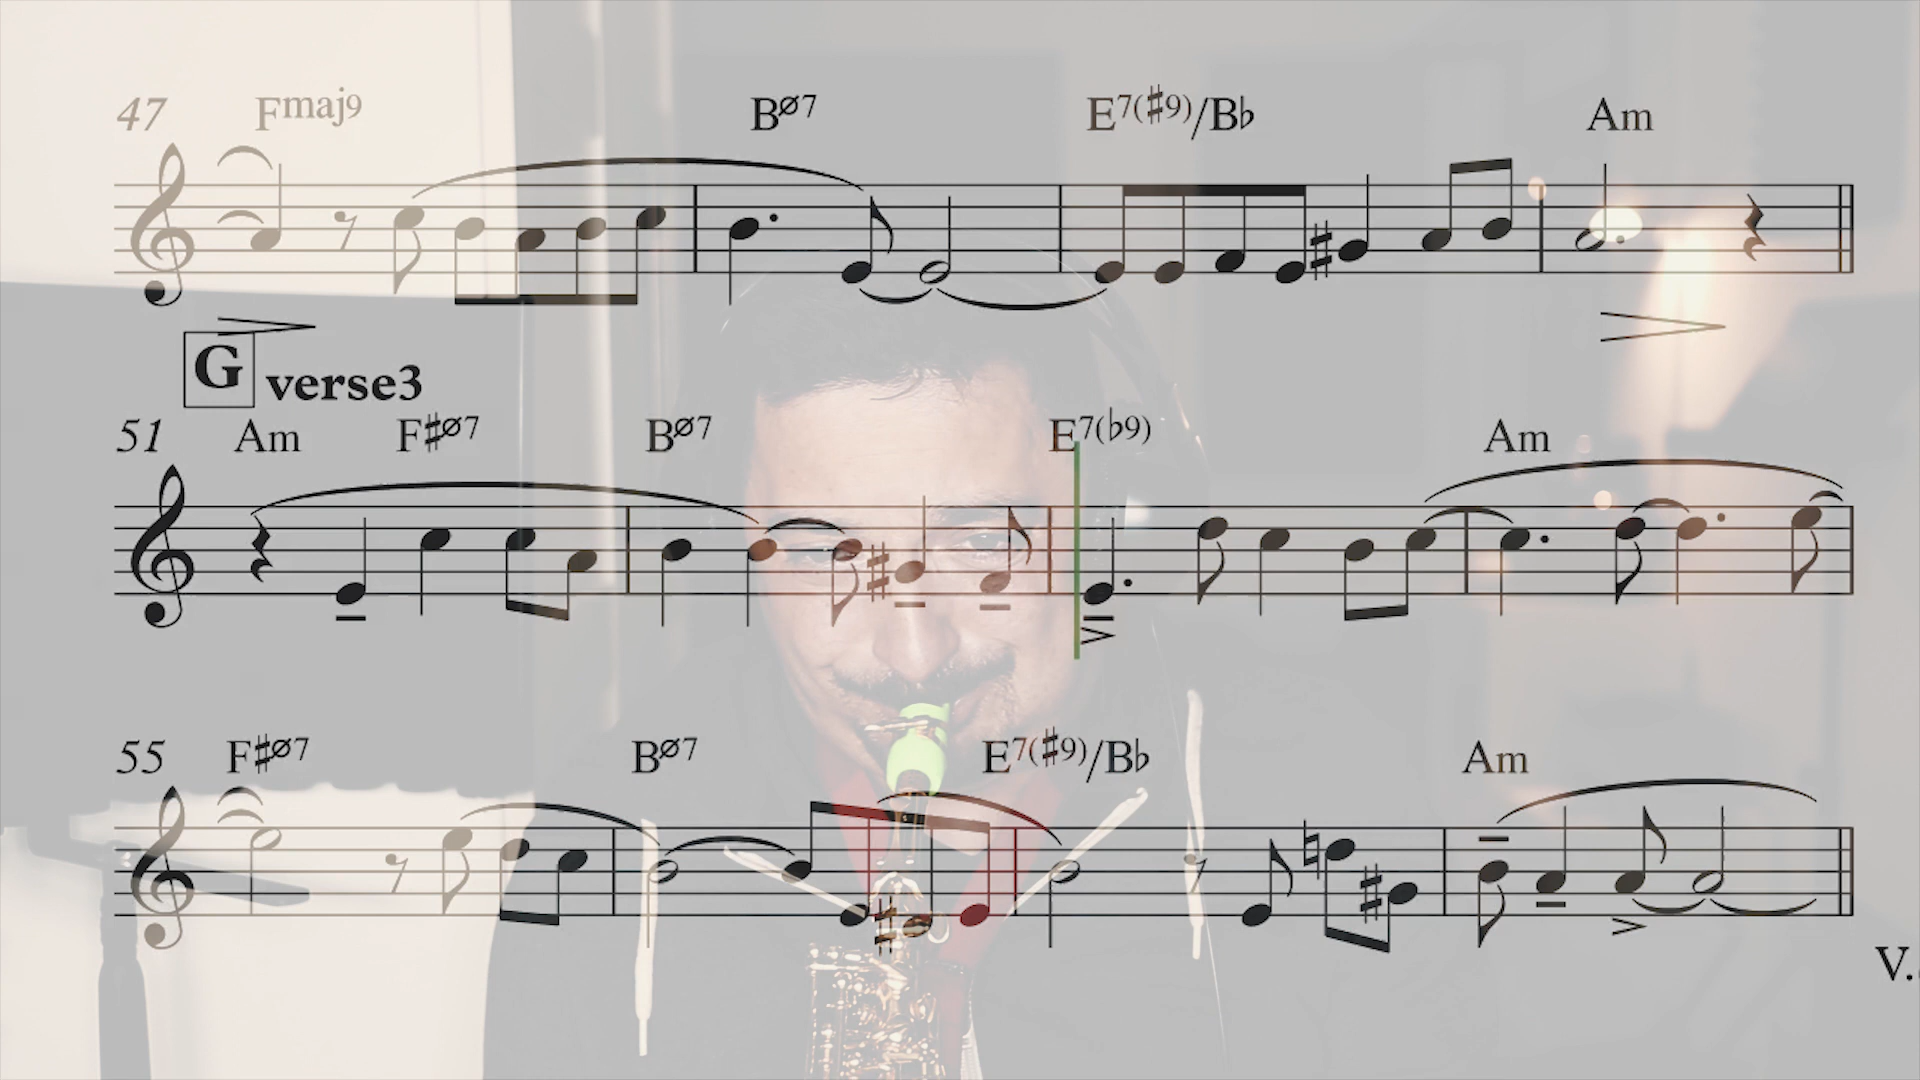 47 Fmaj9 Bø7 E7(♯9)/B♭ Am
G verse3
51 Am F♯ø7 Bø7 E7(♭9) Am
55 F♯ø7 Bø7 E7(♯9)/B♭ Am
V.